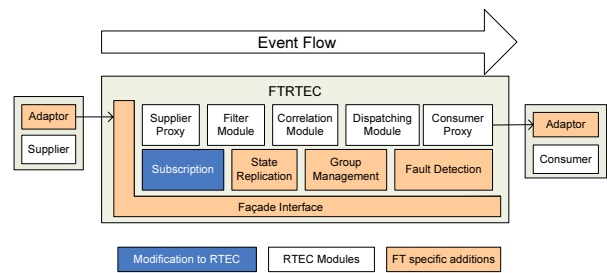 Event Flow
FTRTEC
Adaptor
Supplier
Supplier
Proxy
Filter
Module
Correlation
Module
Dispatching
Module
Consumer
Proxy
Subscription
State
Replication
Group
Management
Fault Detection
Façade Interface
Adaptor
Consumer
Modification to RTEC
RTEC Modules
FT specific additions